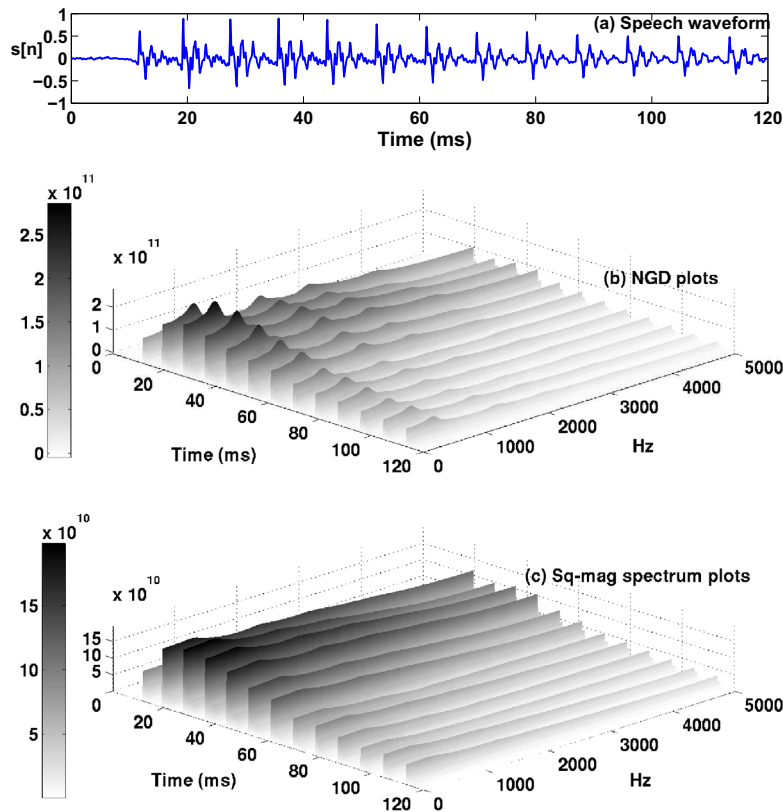 (a) Speech waveform
1
0.5
0
−0.5
−1
s[n]
0 20 40 60 80 100 120
Time (ms)
x 10^11
2.5
2
1.5
1
0.5
0
x 10^11
2
1
0
(b) NGD plots
0 20 40 60 80 100 120
Time (ms)
0 1000 2000 3000 4000 5000
Hz
x 10^10
15
10
5
x 10^10
15
10
5
(c) Sq-mag spectrum plots
0 20 40 60 80 100 120
Time (ms)
0 1000 2000 3000 4000 5000
Hz